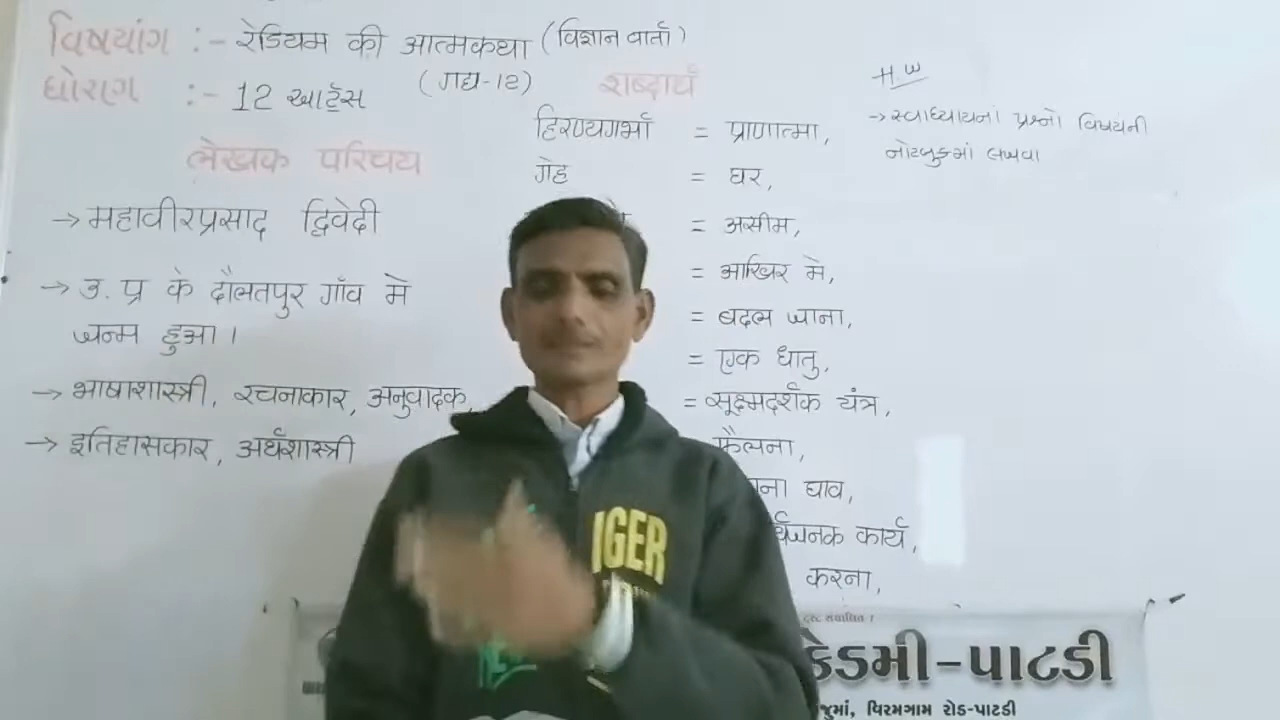 વિષયાંગ :- रेडियम की आत्मकथा (विज्ञान वार्ता)
ધોરણ :- 12 આર્ટ્સ
(गद्य-12)
लेखक परिचय
→ महावीरप्रसाद द्विवेदी
→ उ.प्र के दौलतपुर गाँव मे
जन्म हुआ।
→ भाषाशास्त्री, रचनाकार, अनुवादक,
→ इतिहासकार, अर्थशास्त्री
शब्दार्थ
हिरण्यगर्भा = प्राणात्मा,
गेह = घर,
= असीम,
= आखिर मे,
= बदल जाना,
= एक धातु,
= सूक्ष्मदर्शक यंत्र,
फैलना,
घाव,
कार्य,
करना,
H.W
→ સ્વાધ્યાયનાં પ્રશ્નો વિષયની
નોટબુકમાં લખવા
IGER
કેડમી-પાટડી
વિરમગામ રોડ-પાટડી